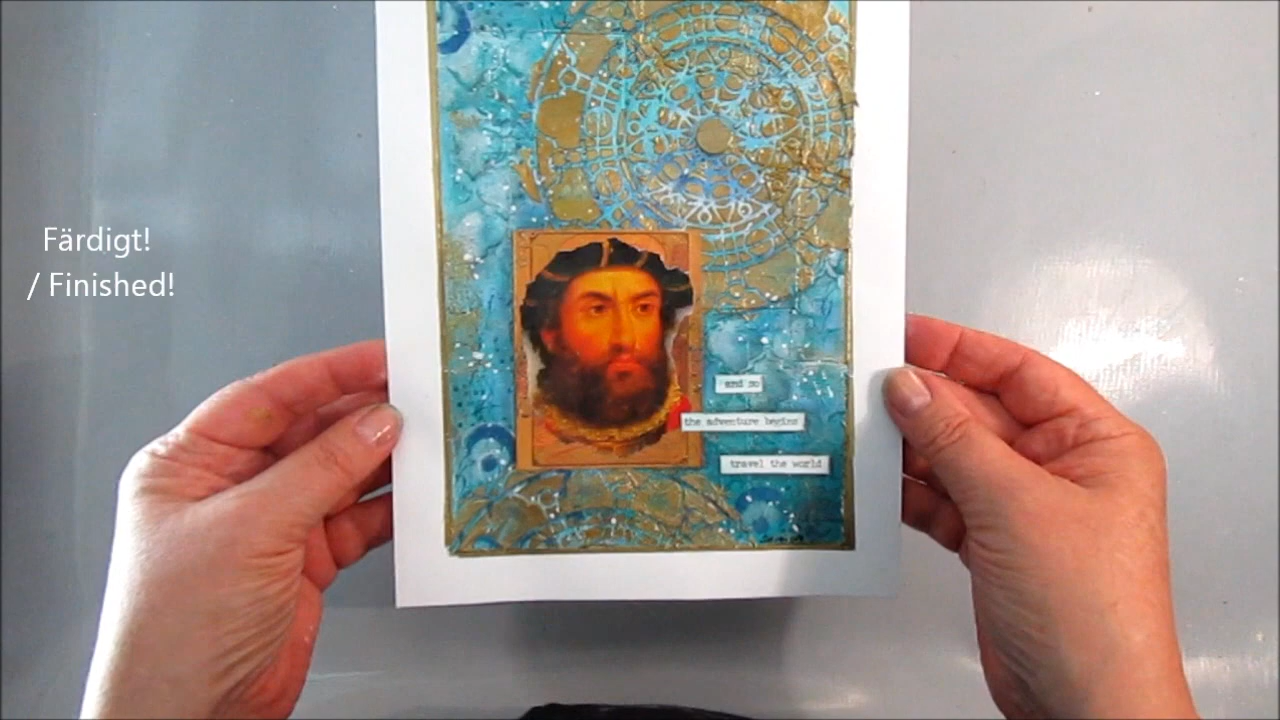 Färdigt!
/ Finished!
and so
the adventure begins
travel the world